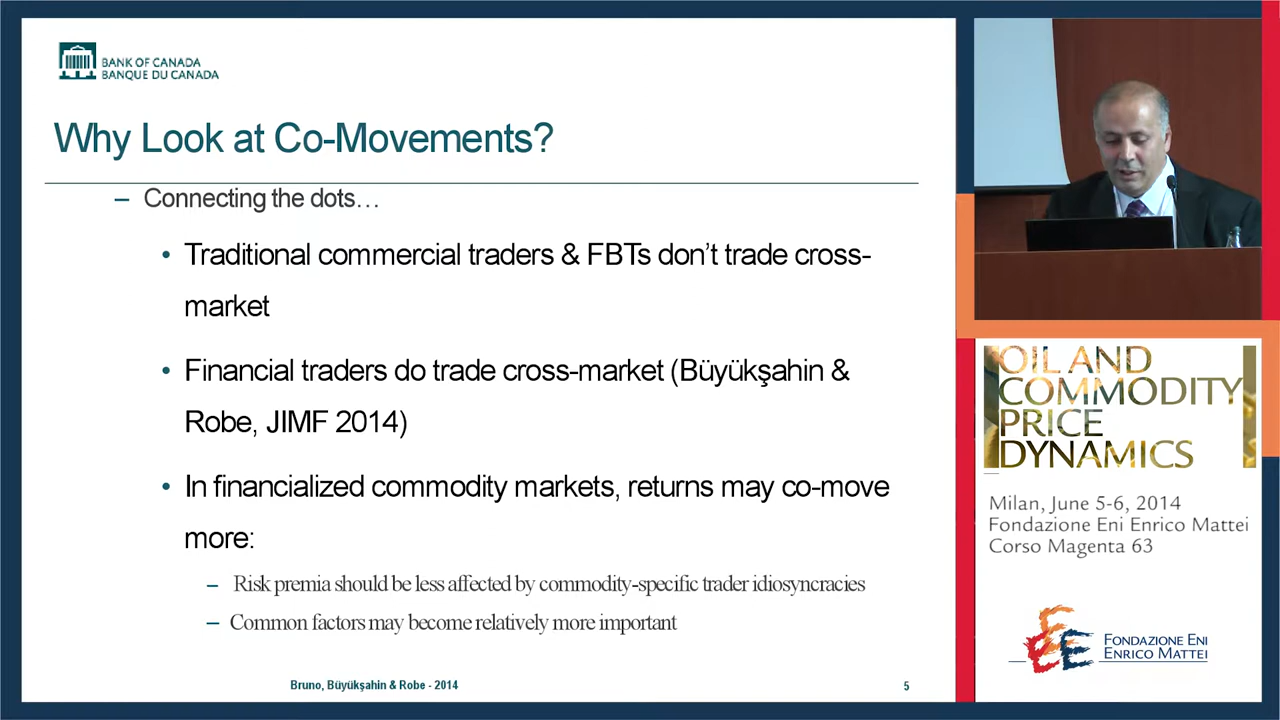 BANK OF CANADA
BANQUE DU CANADA
Why Look at Co-Movements?
– Connecting the dots…
• Traditional commercial traders & FBTs don’t trade cross-
market
• Financial traders do trade cross-market (Büyükşahin &
Robe, JIMF 2014)
• In financialized commodity markets, returns may co-move
more:
– Risk premia should be less affected by commodity-specific trader idiosyncracies
– Common factors may become relatively more important
Bruno, Büyükşahin & Robe - 2014
5
OIL AND
COMMODITY
PRICE
DYNAMICS
Milan, June 5-6, 2014
Fondazione Eni Enrico Mattei
Corso Magenta 63
FONDAZIONE ENI
ENRICO MATTEI